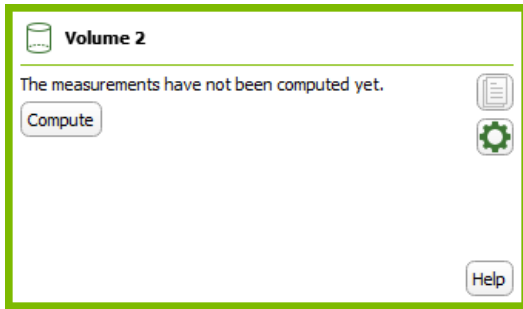 Volume 2
The measurements have not been computed yet.
Compute
Help